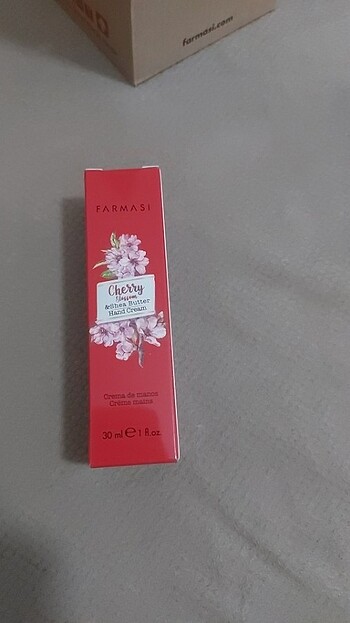 farmasi.com
FARMASI
Cherry
Blossom
& Shea Butter
Hand Cream
Crema de manos
Crème mains
30 ml e 1 fl.oz.